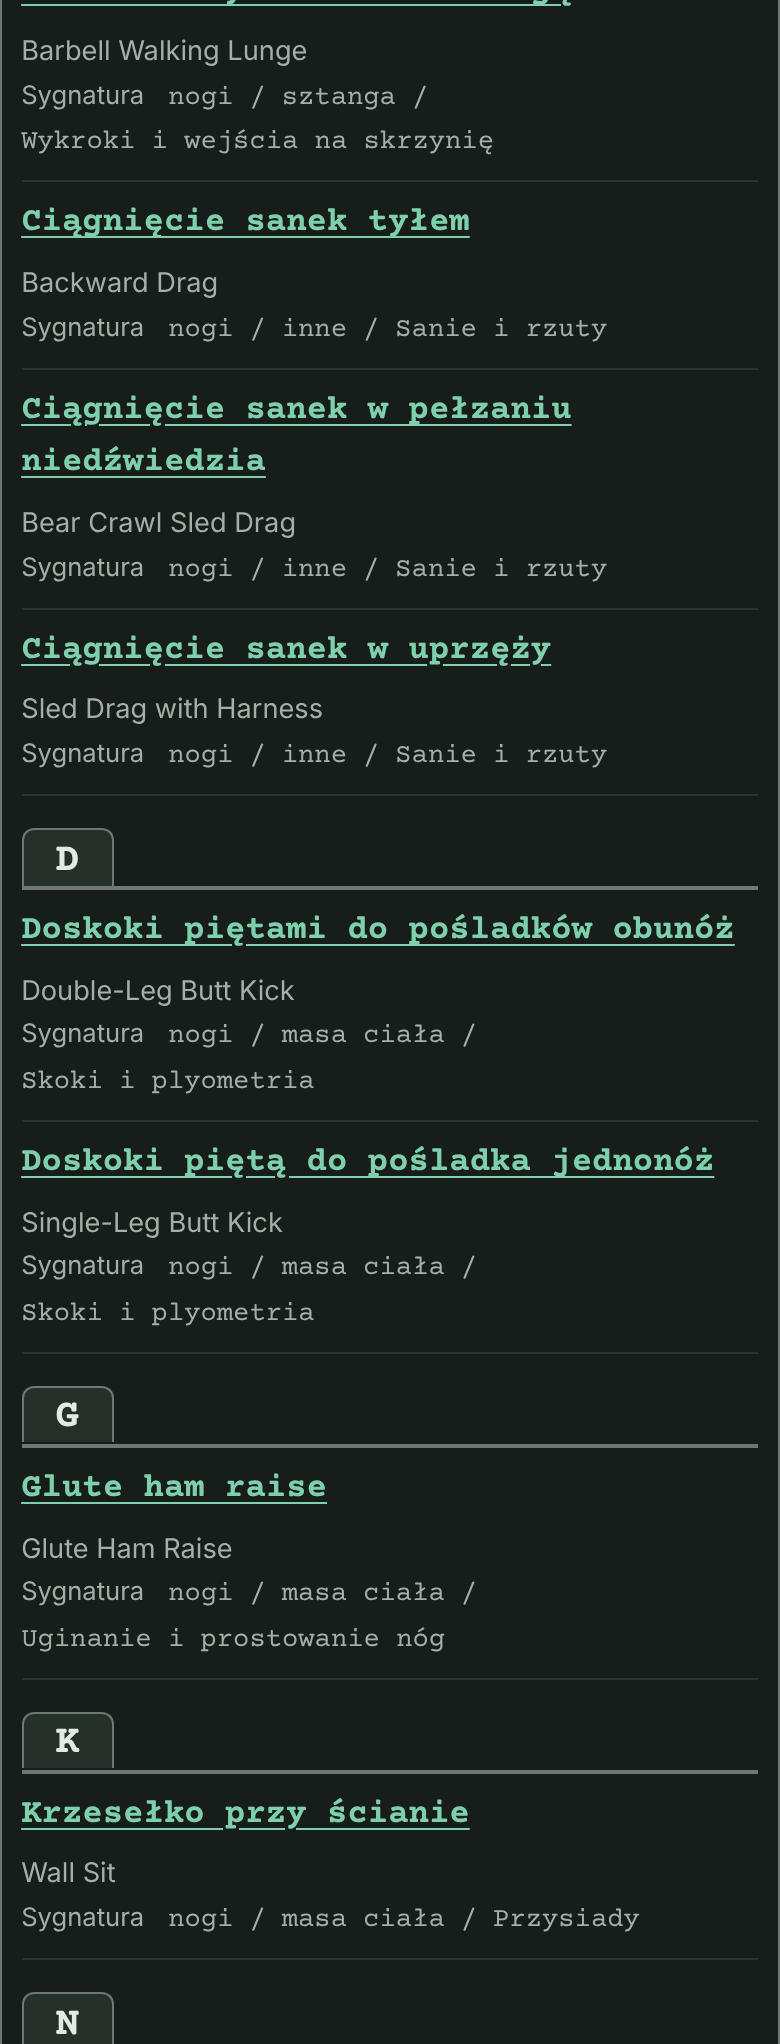 Barbell Walking Lunge
Sygnatura nogi / sztanga /
Wykroki i wejścia na skrzynię
Ciągnięcie sanek tyłem
Backward Drag
Sygnatura nogi / inne / Sanie i rzuty
Ciągnięcie sanek w pełzaniu
niedźwiedzia
Bear Crawl Sled Drag
Sygnatura nogi / inne / Sanie i rzuty
Ciągnięcie sanek w uprzęży
Sled Drag with Harness
Sygnatura nogi / inne / Sanie i rzuty
D
Doskoki piętami do pośladków obunóż
Double-Leg Butt Kick
Sygnatura nogi / masa ciała /
Skoki i plyometria
Doskoki piętą do pośladka jednonóż
Single-Leg Butt Kick
Sygnatura nogi / masa ciała /
Skoki i plyometria
G
Glute ham raise
Glute Ham Raise
Sygnatura nogi / masa ciała /
Uginanie i prostowanie nóg
K
Krzesełko przy ścianie
Wall Sit
Sygnatura nogi / masa ciała / Przysiady
N